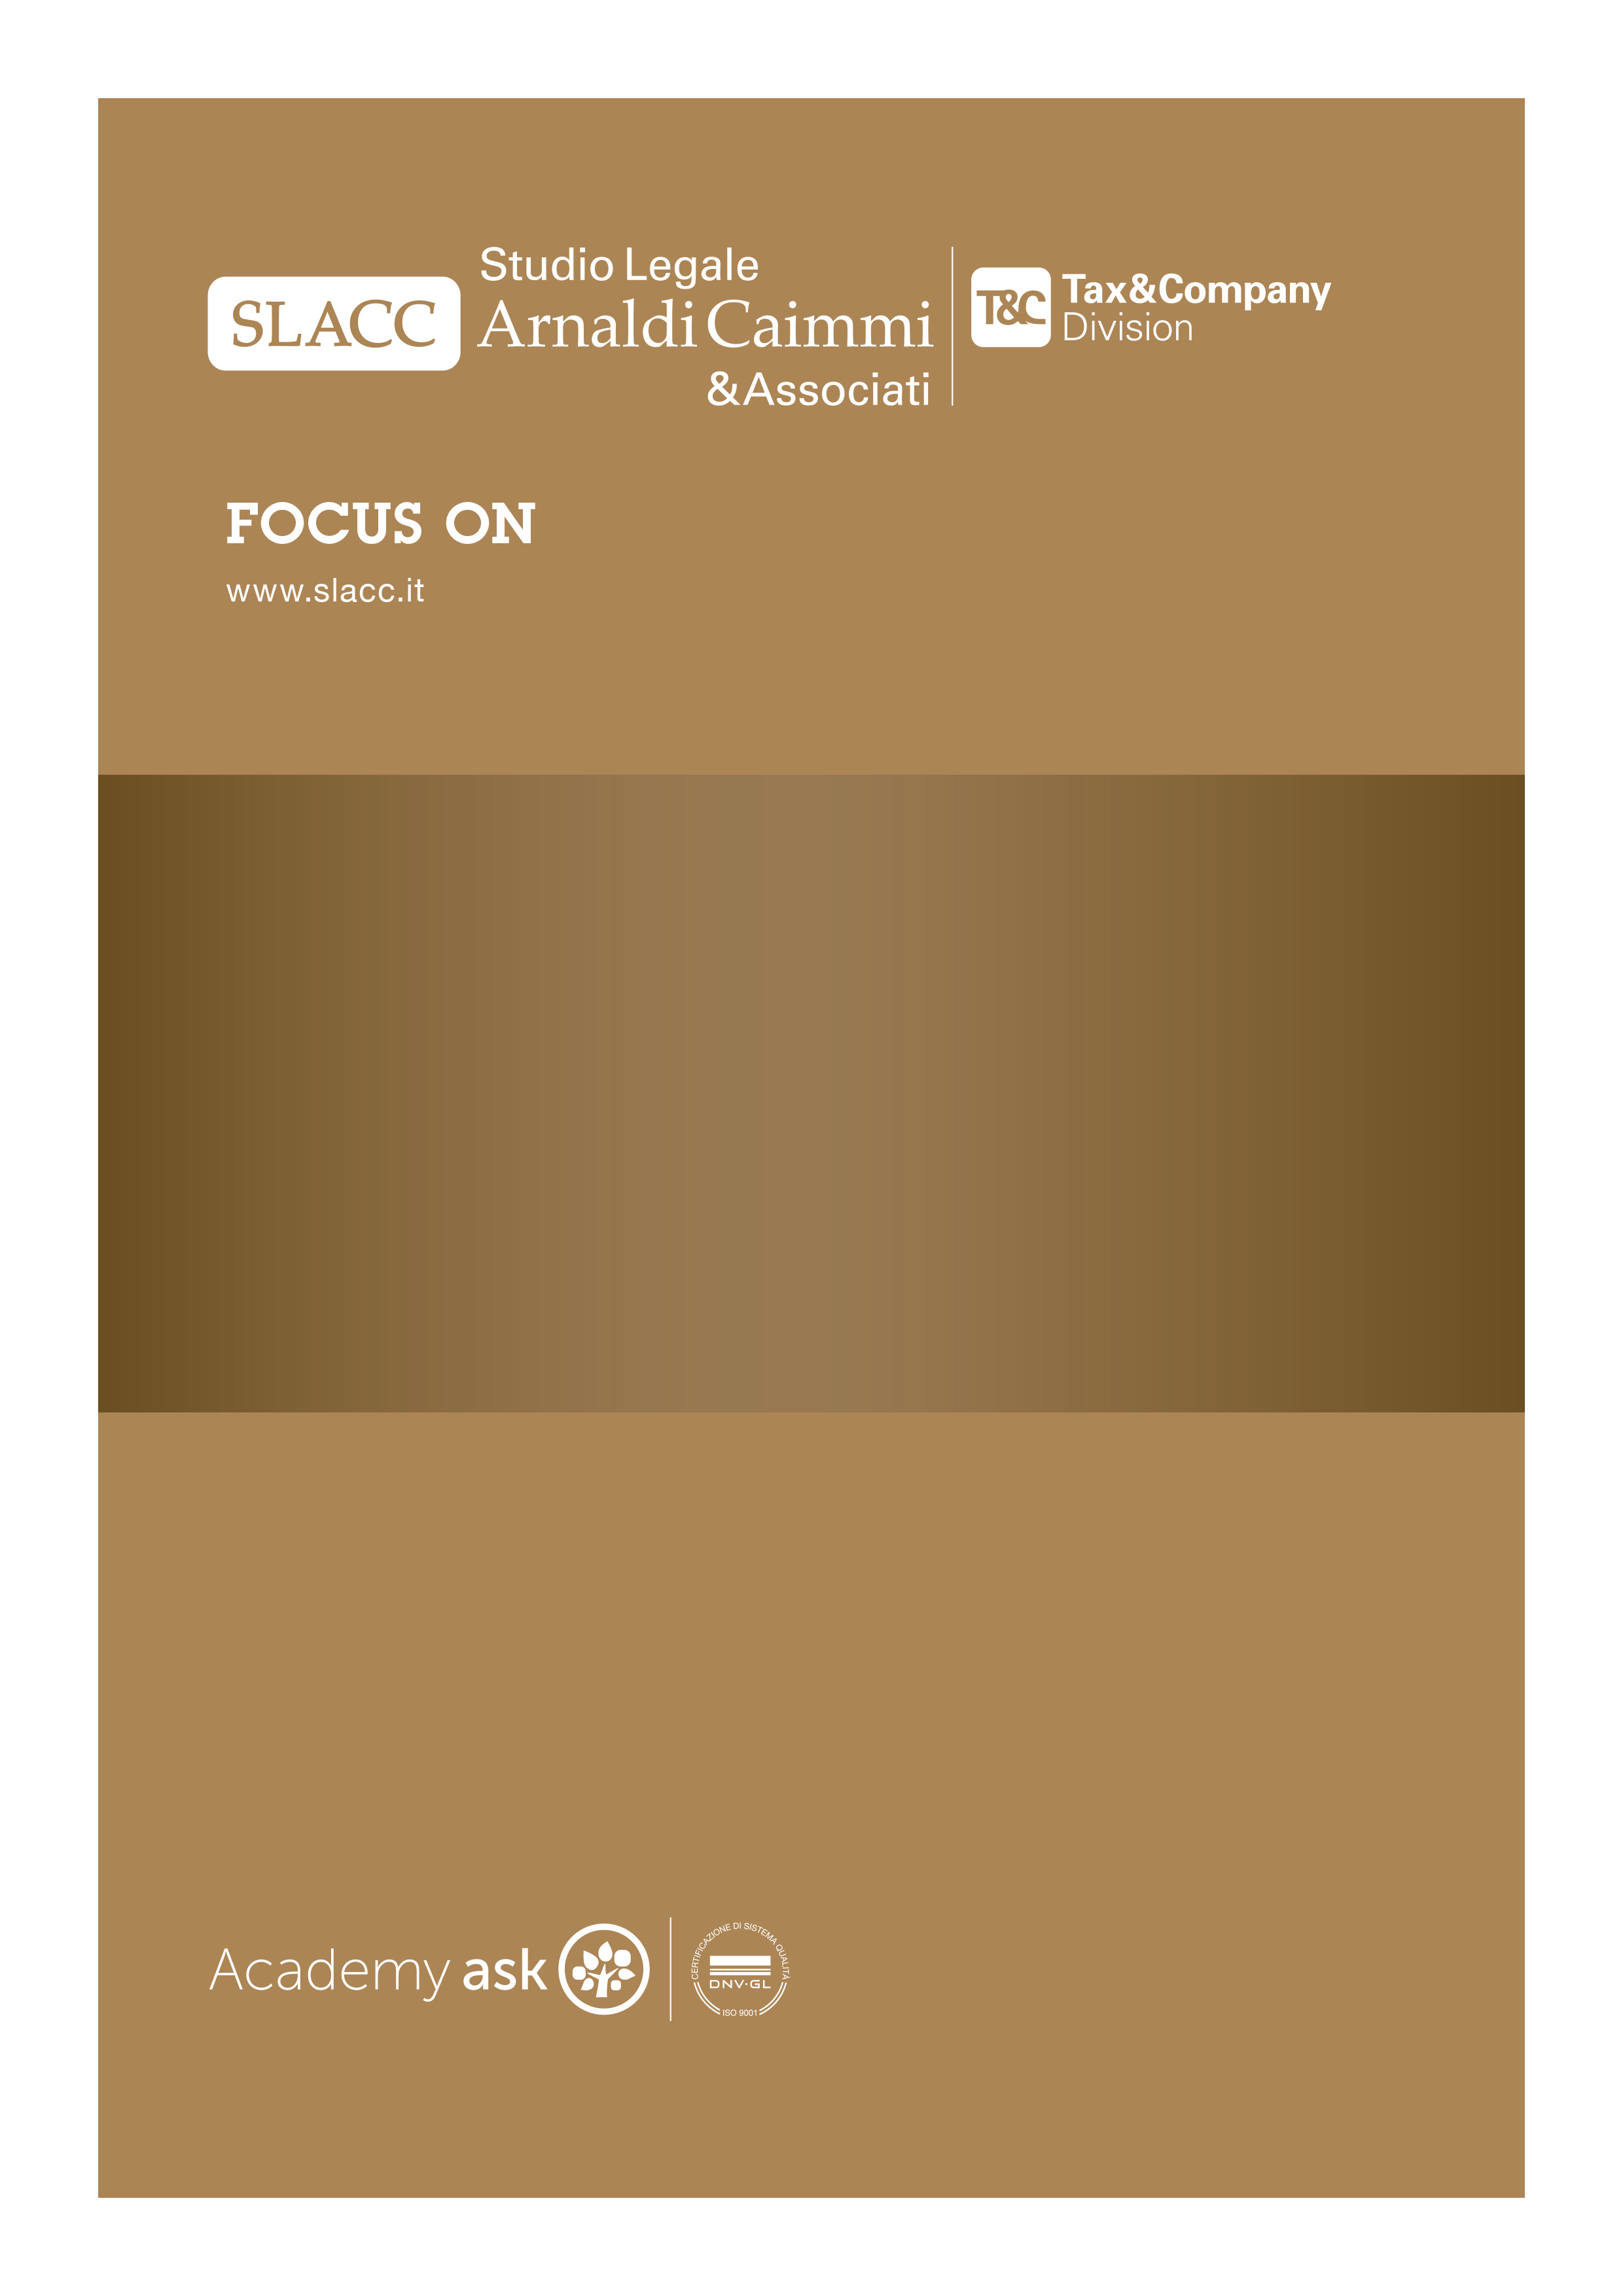 SLACC
Studio Legale
Arnaldi Caimmi
&Associati
T&C
Tax&Company
Division
FOCUS ON
www.slacc.it
Academy ask
CERTIFICAZIONE DI SISTEMA QUALITÀ
DNV·GL
ISO 9001